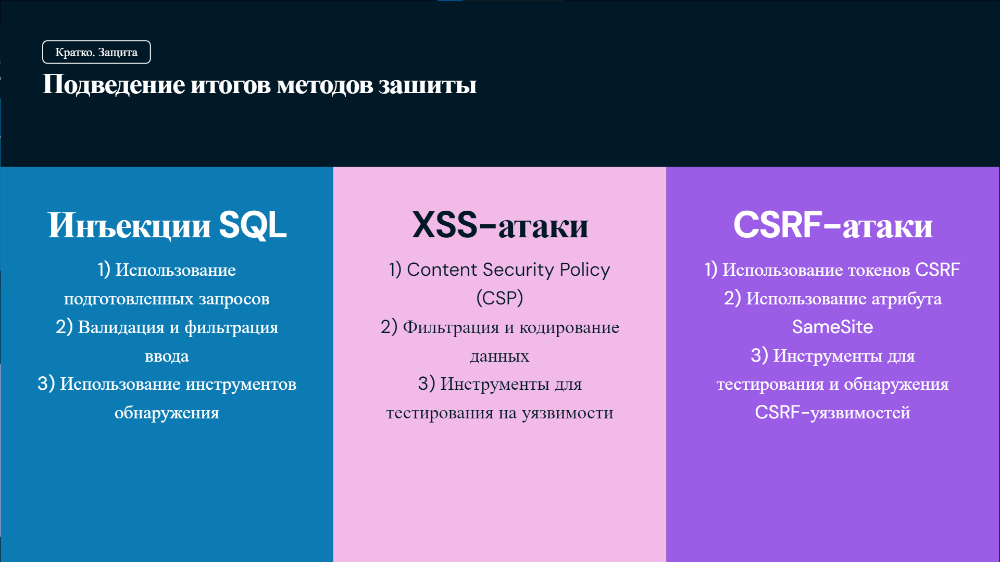 Кратко. Защита
Подведение итогов методов зашиты
Инъекции SQL
1) Использование
подготовленных запросов
2) Валидация и фильтрация
ввода
3) Использование инструментов
обнаружения
XSS-атаки
1) Content Security Policy
(CSP)
2) Фильтрация и кодирование
данных
3) Инструменты для
тестирования на уязвимости
CSRF-атаки
1) Использование токенов CSRF
2) Использование атрибута
SameSite
3) Инструменты для
тестирования и обнаружения
CSRF-уязвимостей